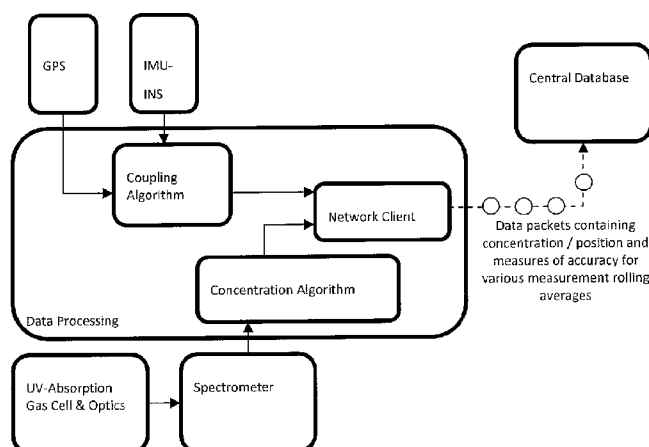 GPS
IMU-
INS
Central Database
Coupling
Algorithm
Network Client
Data packets containing
concentration / position and
measures of accuracy for
various measurement rolling
averages
Concentration Algorithm
Data Processing
UV-Absorption
Gas Cell & Optics
Spectrometer